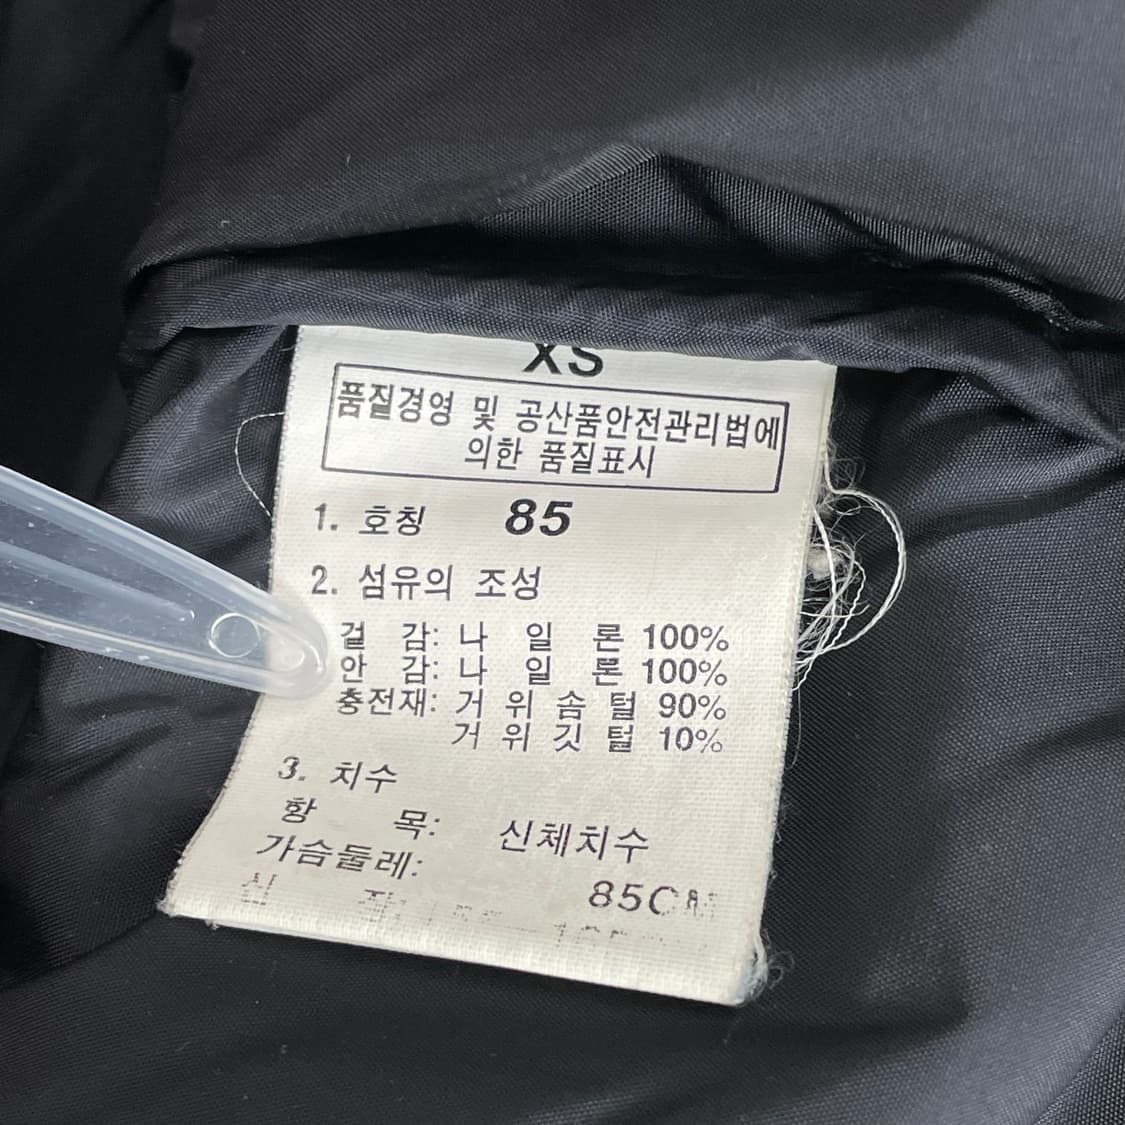 XS
품질경영 및 공산품안전관리법에
의한 품질표시
1. 호칭 85
2. 섬유의 조성
겉 감: 나 일 론 100%
안 감: 나 일 론 100%
충전재: 거 위 솜 털 90%
거 위 깃 털 10%
3. 치수
항 목: 신체치수
가슴둘레: 85CM